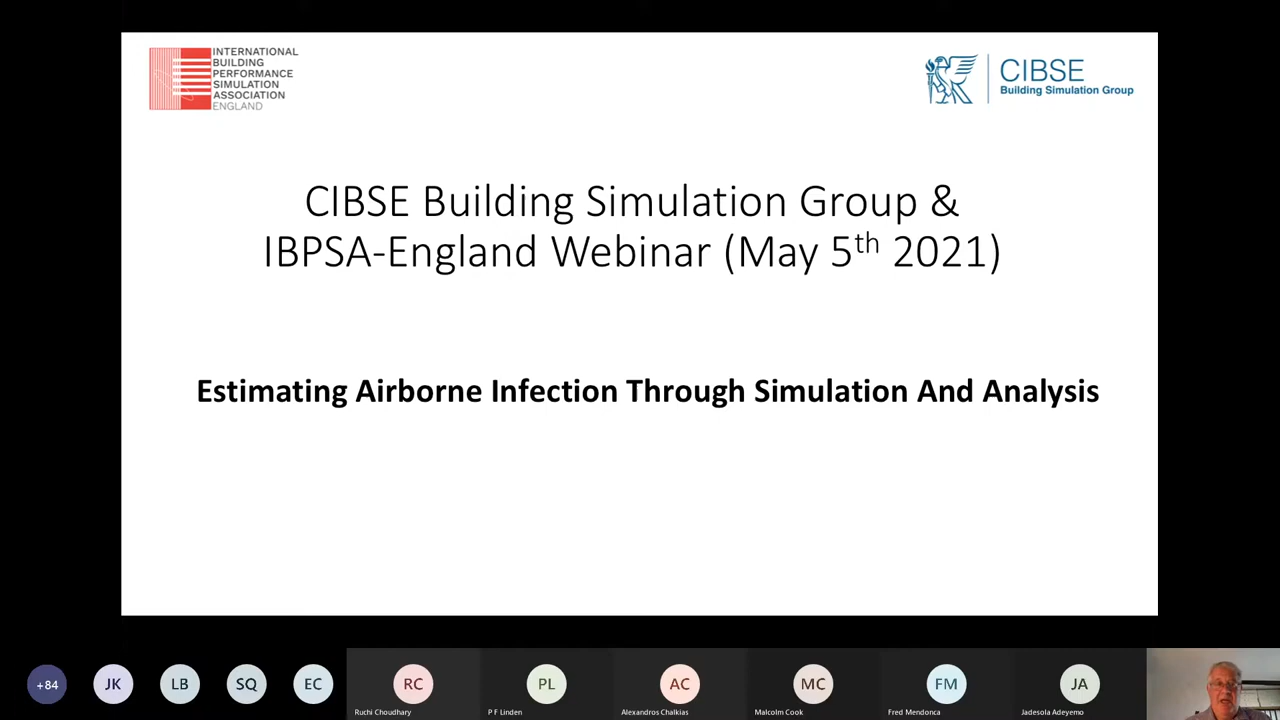 INTERNATIONAL
BUILDING
PERFORMANCE
SIMULATION
ASSOCIATION
ENGLAND
CIBSE
Building Simulation Group
CIBSE Building Simulation Group &
IBPSA-England Webinar (May 5th 2021)
Estimating Airborne Infection Through Simulation And Analysis
+84
JK
LB
SQ
EC
RC
Ruchi Choudhary
PL
P F Linden
AC
Alexandros Chalkias
MC
Malcolm Cook
FM
Fred Mendonca
JA
Jadesola Adeyemo